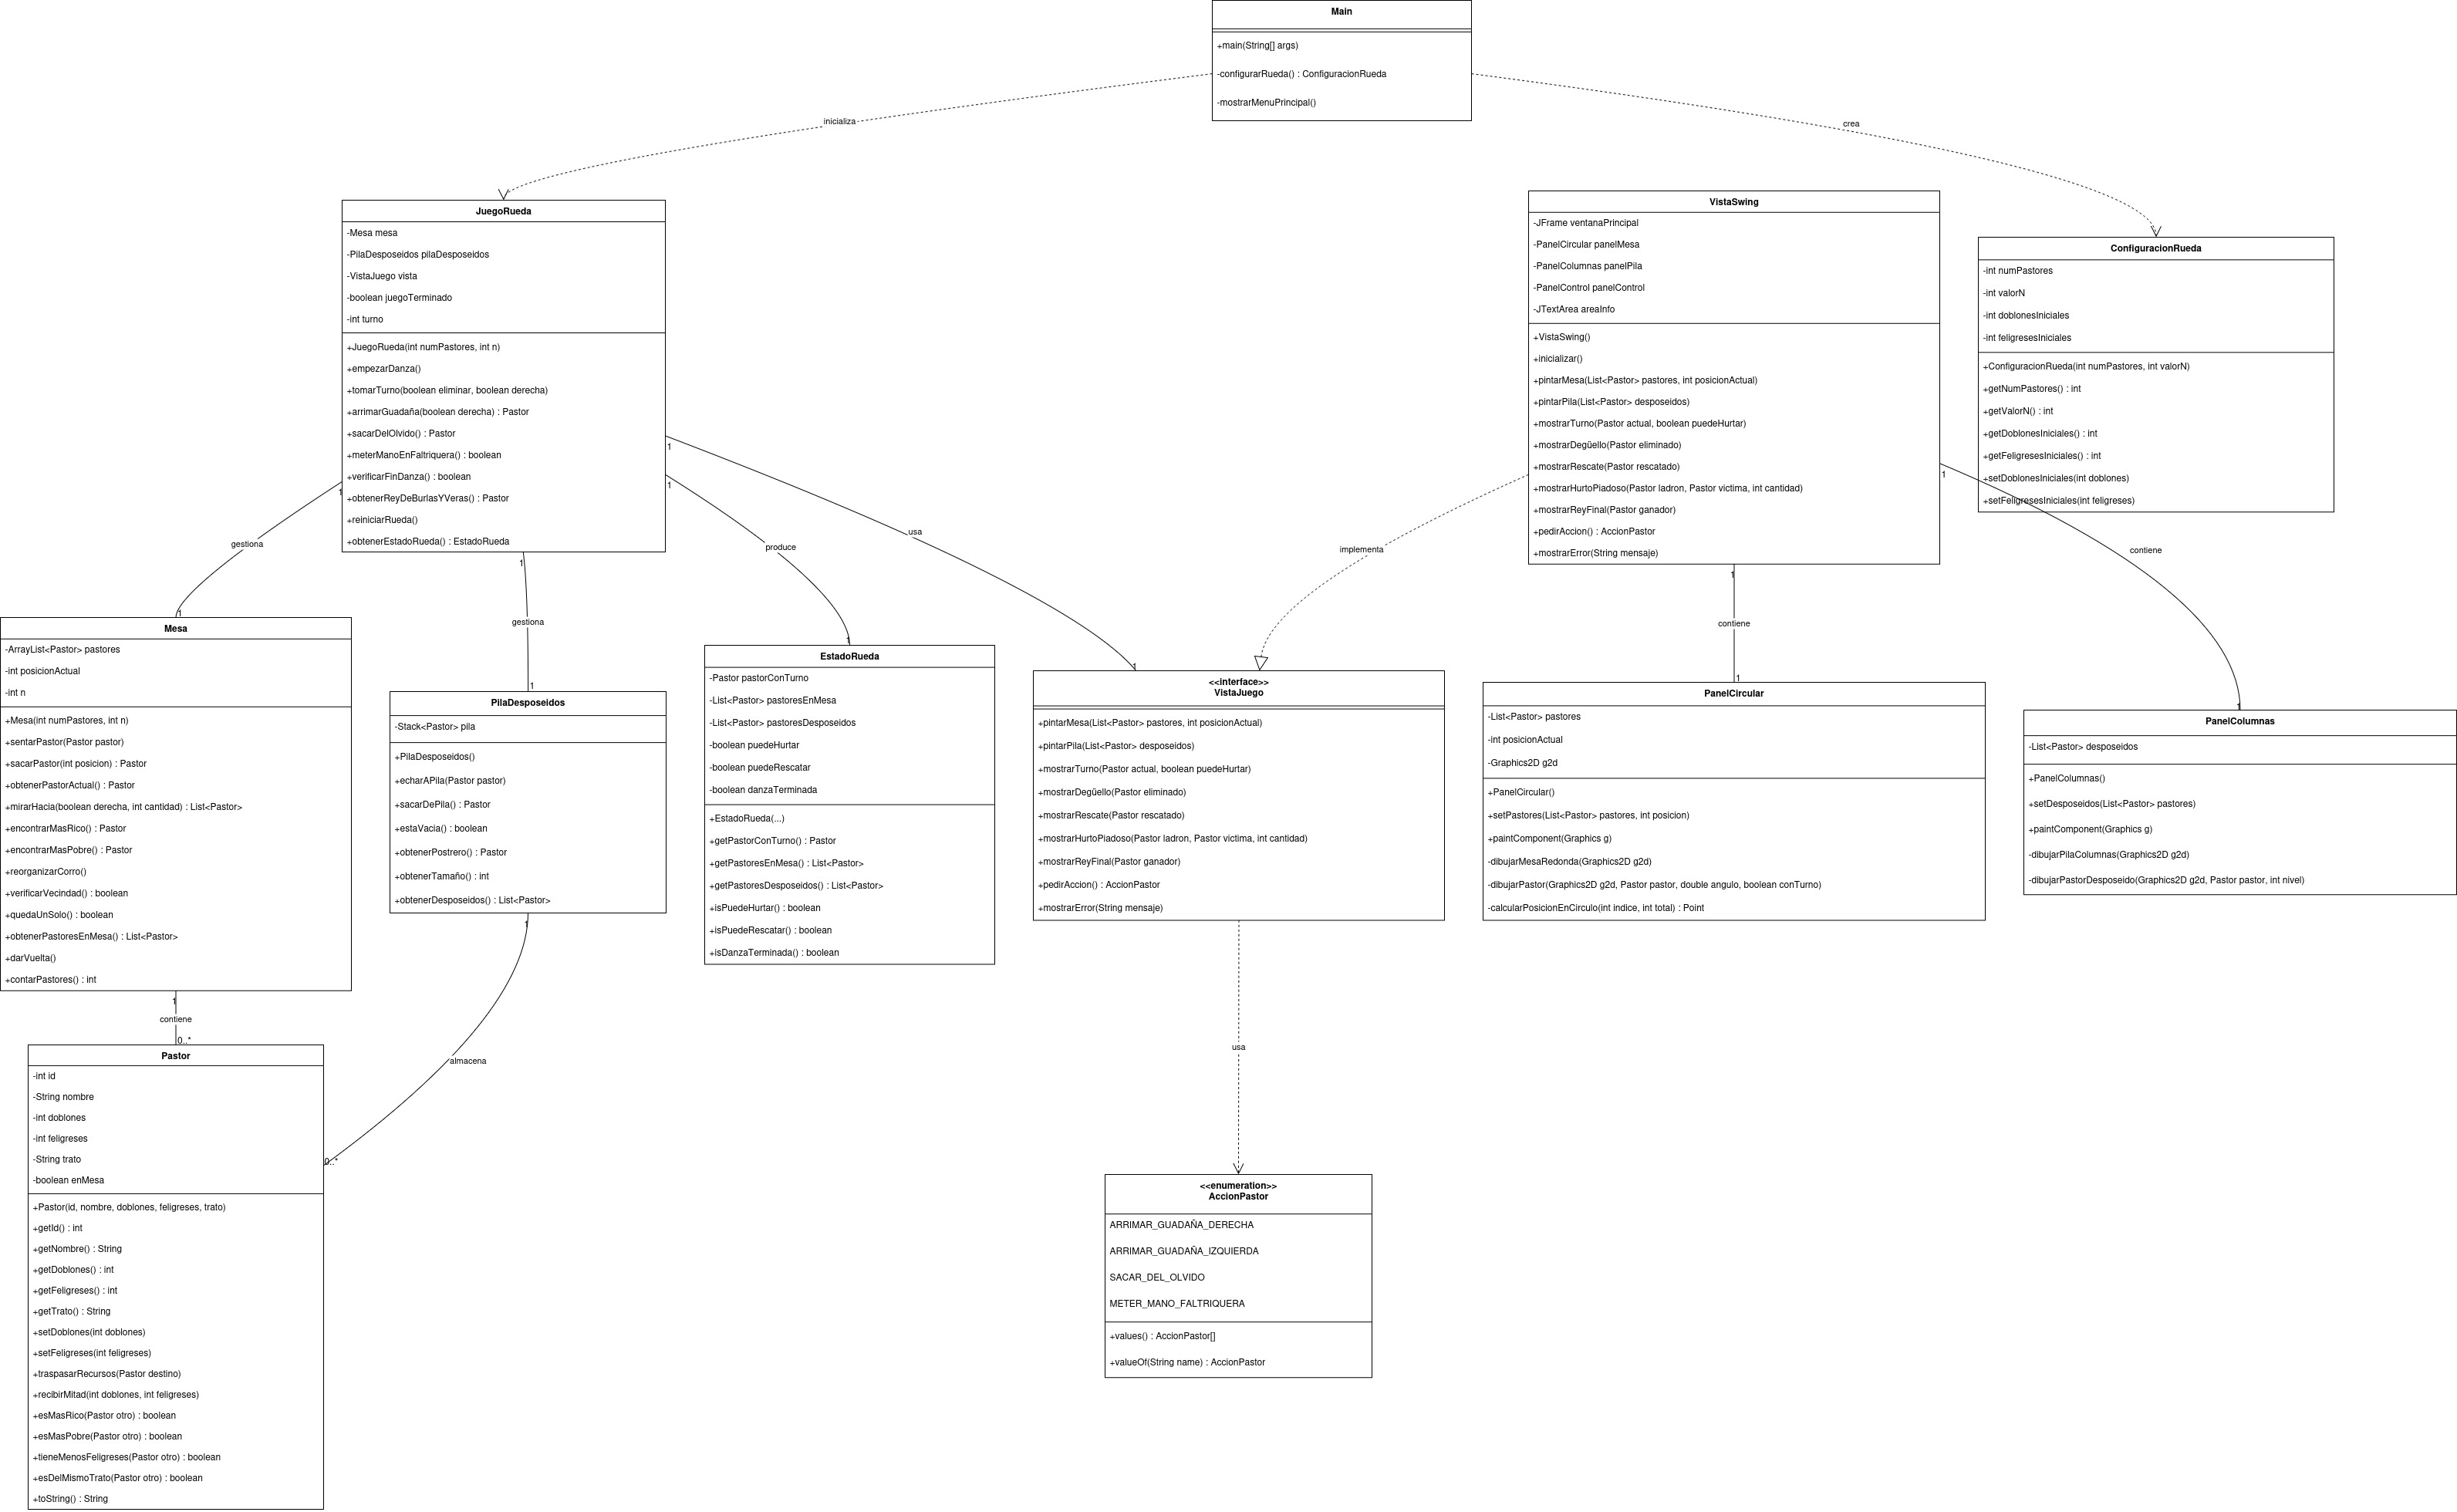 Main
+main(String[] args)
-configurarRueda() : ConfiguracionRueda
-mostrarMenuPrincipal()
inicializa
crea
JuegoRueda
-Mesa mesa
-PilaDesposeidos pilaDesposeidos
-VistaJuego vista
-boolean juegoTerminado
-int turno
+JuegoRueda(int numPastores, int n)
+empezarDanza()
+tomarTurno(boolean eliminar, boolean derecha)
+arrimarGuadaña(boolean derecha) : Pastor
+sacarDelOlvido() : Pastor
+meterManoEnFaltriquera() : boolean
+verificarFinDanza() : boolean
+obtenerReyDeBurlasYVeras() : Pastor
+reiniciarRueda()
+obtenerEstadoRueda() : EstadoRueda
VistaSwing
-JFrame ventanaPrincipal
-PanelCircular panelMesa
-PanelColumnas panelPila
-PanelControl panelControl
-JTextArea areaInfo
+VistaSwing()
+inicializar()
+pintarMesa(List<Pastor> pastores, int posicionActual)
+pintarPila(List<Pastor> desposeidos)
+mostrarTurno(Pastor actual, boolean puedeHurtar)
+mostrarDegüello(Pastor eliminado)
+mostrarRescate(Pastor rescatado)
+mostrarHurtoPiadoso(Pastor ladron, Pastor victima, int cantidad)
+mostrarReyFinal(Pastor ganador)
+pedirAccion() : AccionPastor
+mostrarError(String mensaje)
ConfiguracionRueda
-int numPastores
-int valorN
-int doblonesIniciales
-int feligresesIniciales
+ConfiguracionRueda(int numPastores, int valorN)
+getNumPastores() : int
+getValorN() : int
+getDoblonesIniciales() : int
+getFeligresesIniciales() : int
+setDoblonesIniciales(int doblones)
+setFeligresesIniciales(int feligreses)
1
gestiona
1
1
gestiona
1
1
produce
1
1
usa
1
implementa
1
contiene
1
1
contiene
1
Mesa
-ArrayList<Pastor> pastores
-int posicionActual
-int n
+Mesa(int numPastores, int n)
+sentarPastor(Pastor pastor)
+sacarPastor(int posicion) : Pastor
+obtenerPastorActual() : Pastor
+mirarHacia(boolean derecha, int cantidad) : List<Pastor>
+encontrarMasRico() : Pastor
+encontrarMasPobre() : Pastor
+reorganizarCorro()
+verificarVecindad() : boolean
+quedaUnSolo() : boolean
+obtenerPastoresEnMesa() : List<Pastor>
+darVuelta()
+contarPastores() : int
PilaDesposeidos
-Stack<Pastor> pila
+PilaDesposeidos()
+echarAPila(Pastor pastor)
+sacarDePila() : Pastor
+estaVacia() : boolean
+obtenerPostrero() : Pastor
+obtenerTamaño() : int
+obtenerDesposeidos() : List<Pastor>
EstadoRueda
-Pastor pastorConTurno
-List<Pastor> pastoresEnMesa
-List<Pastor> pastoresDesposeidos
-boolean puedeHurtar
-boolean puedeRescatar
-boolean danzaTerminada
+EstadoRueda(...)
+getPastorConTurno() : Pastor
+getPastoresEnMesa() : List<Pastor>
+getPastoresDesposeidos() : List<Pastor>
+isPuedeHurtar() : boolean
+isPuedeRescatar() : boolean
+isDanzaTerminada() : boolean
<<interface>>
VistaJuego
+pintarMesa(List<Pastor> pastores, int posicionActual)
+pintarPila(List<Pastor> desposeidos)
+mostrarTurno(Pastor actual, boolean puedeHurtar)
+mostrarDegüello(Pastor eliminado)
+mostrarRescate(Pastor rescatado)
+mostrarHurtoPiadoso(Pastor ladron, Pastor victima, int cantidad)
+mostrarReyFinal(Pastor ganador)
+pedirAccion() : AccionPastor
+mostrarError(String mensaje)
PanelCircular
-List<Pastor> pastores
-int posicionActual
-Graphics2D g2d
+PanelCircular()
+setPastores(List<Pastor> pastores, int posicion)
+paintComponent(Graphics g)
-dibujarMesaRedonda(Graphics2D g2d)
-dibujarPastor(Graphics2D g2d, Pastor pastor, double angulo, boolean conTurno)
-calcularPosicionEnCirculo(int indice, int total) : Point
PanelColumnas
-List<Pastor> desposeidos
+PanelColumnas()
+setDesposeidos(List<Pastor> pastores)
+paintComponent(Graphics g)
-dibujarPilaColumnas(Graphics2D g2d)
-dibujarPastorDesposeido(Graphics2D g2d, Pastor pastor, int nivel)
1
contiene
0..*
1
almacena
0..*
usa
Pastor
-int id
-String nombre
-int doblones
-int feligreses
-String trato
-boolean enMesa
+Pastor(id, nombre, doblones, feligreses, trato)
+getId() : int
+getNombre() : String
+getDoblones() : int
+getFeligreses() : int
+getTrato() : String
+setDoblones(int doblones)
+setFeligreses(int feligreses)
+traspasarRecursos(Pastor destino)
+recibirMitad(int doblones, int feligreses)
+esMasRico(Pastor otro) : boolean
+esMasPobre(Pastor otro) : boolean
+tieneMenosFeligreses(Pastor otro) : boolean
+esDelMismoTrato(Pastor otro) : boolean
+toString() : String
<<enumeration>>
AccionPastor
ARRIMAR_GUADAÑA_DERECHA
ARRIMAR_GUADAÑA_IZQUIERDA
SACAR_DEL_OLVIDO
METER_MANO_FALTRIQUERA
+values() : AccionPastor[]
+valueOf(String name) : AccionPastor